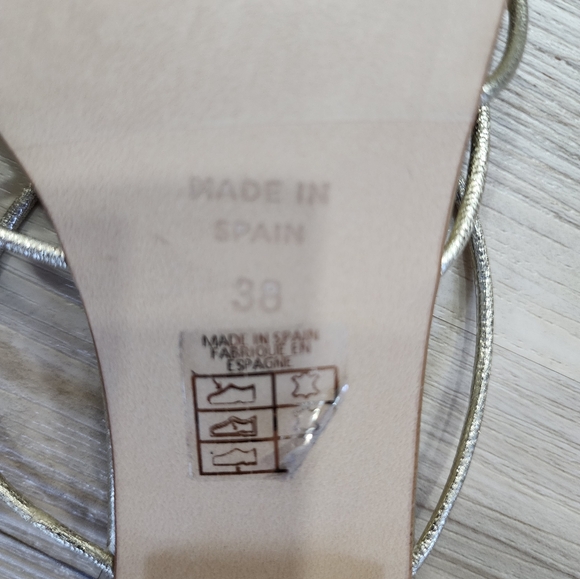 MADE IN
SPAIN
38
MADE IN SPAIN
FABRIQUE EN
ESPAGNE